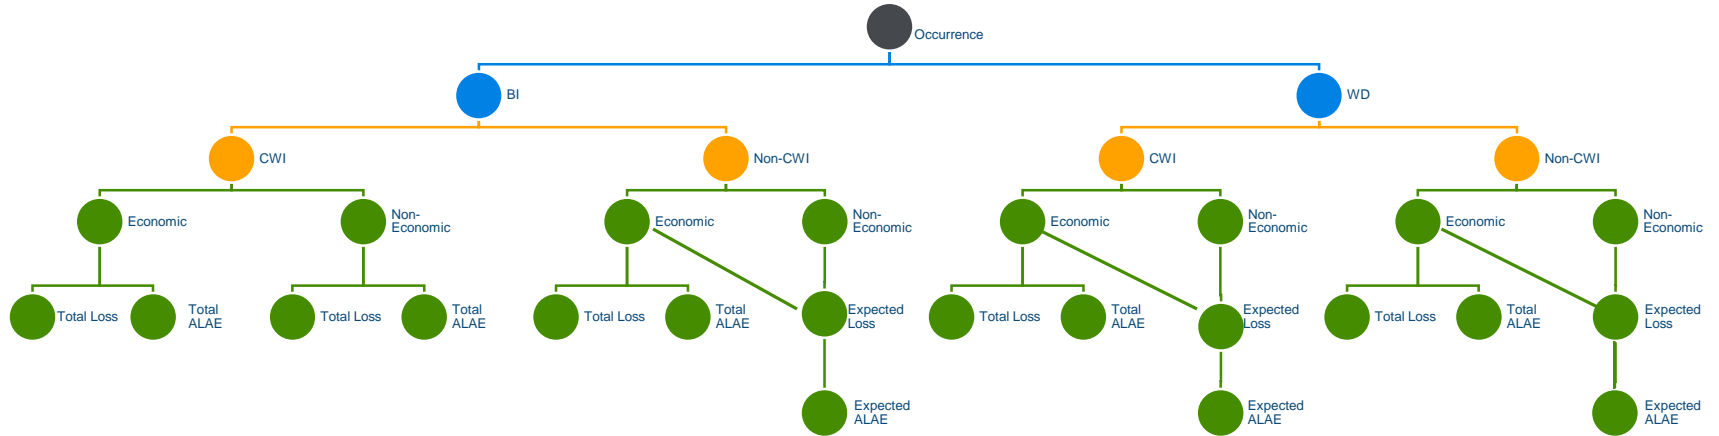 Occurrence
BI
WD
CWI
Non-CWI
CWI
Non-CWI
Economic
Non-
Economic
Economic
Non-
Economic
Economic
Non-
Economic
Economic
Non-
Economic
Total Loss
Total
ALAE
Total Loss
Total
ALAE
Total Loss
Total
ALAE
Expected
Loss
Total Loss
Total
ALAE
Expected
Loss
Total Loss
Total
ALAE
Expected
Loss
Expected
ALAE
Expected
ALAE
Expected
ALAE